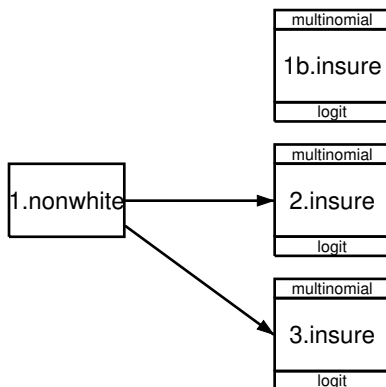 multinomial
1b.insure
logit
multinomial
1.nonwhite
2.insure
logit
multinomial
3.insure
logit